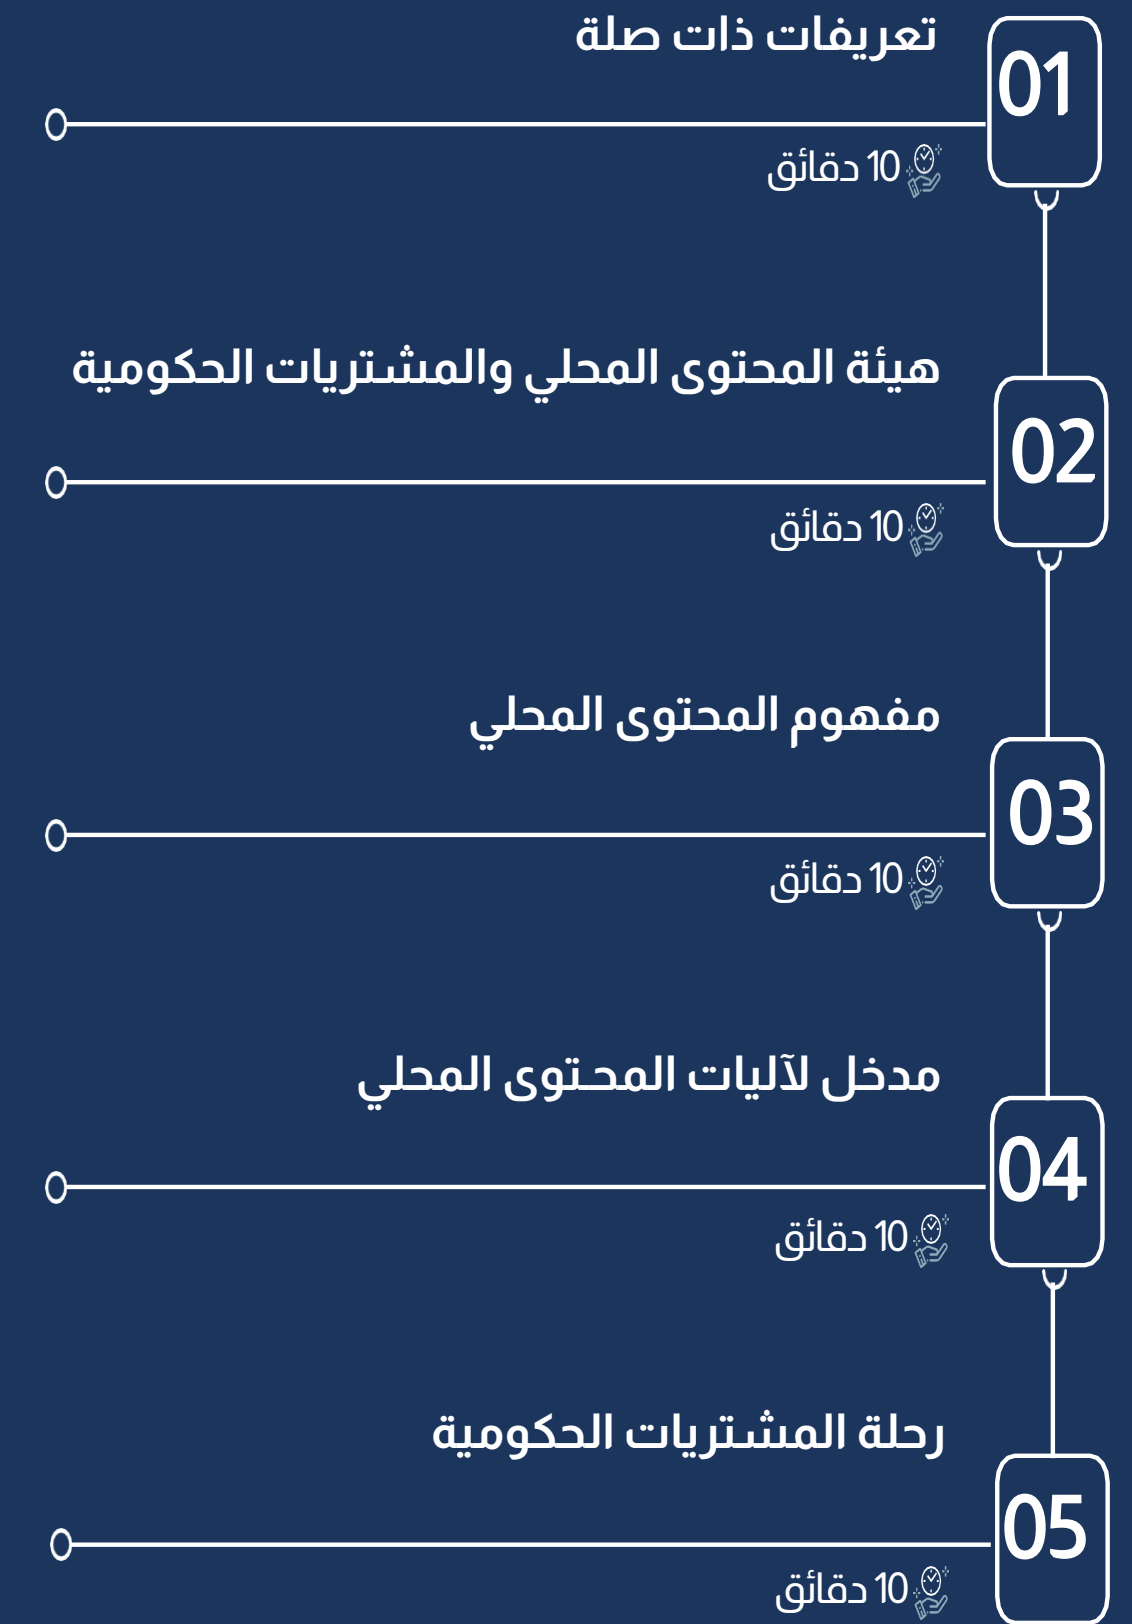 01
تعريفات ذات صلة
10 دقائق
02
هيئة المحتوى المحلي والمشتريات الحكومية
10 دقائق
03
مفهوم المحتوى المحلي
10 دقائق
04
مدخل لآليات المحتوى المحلي
10 دقائق
05
رحلة المشتريات الحكومية
10 دقائق